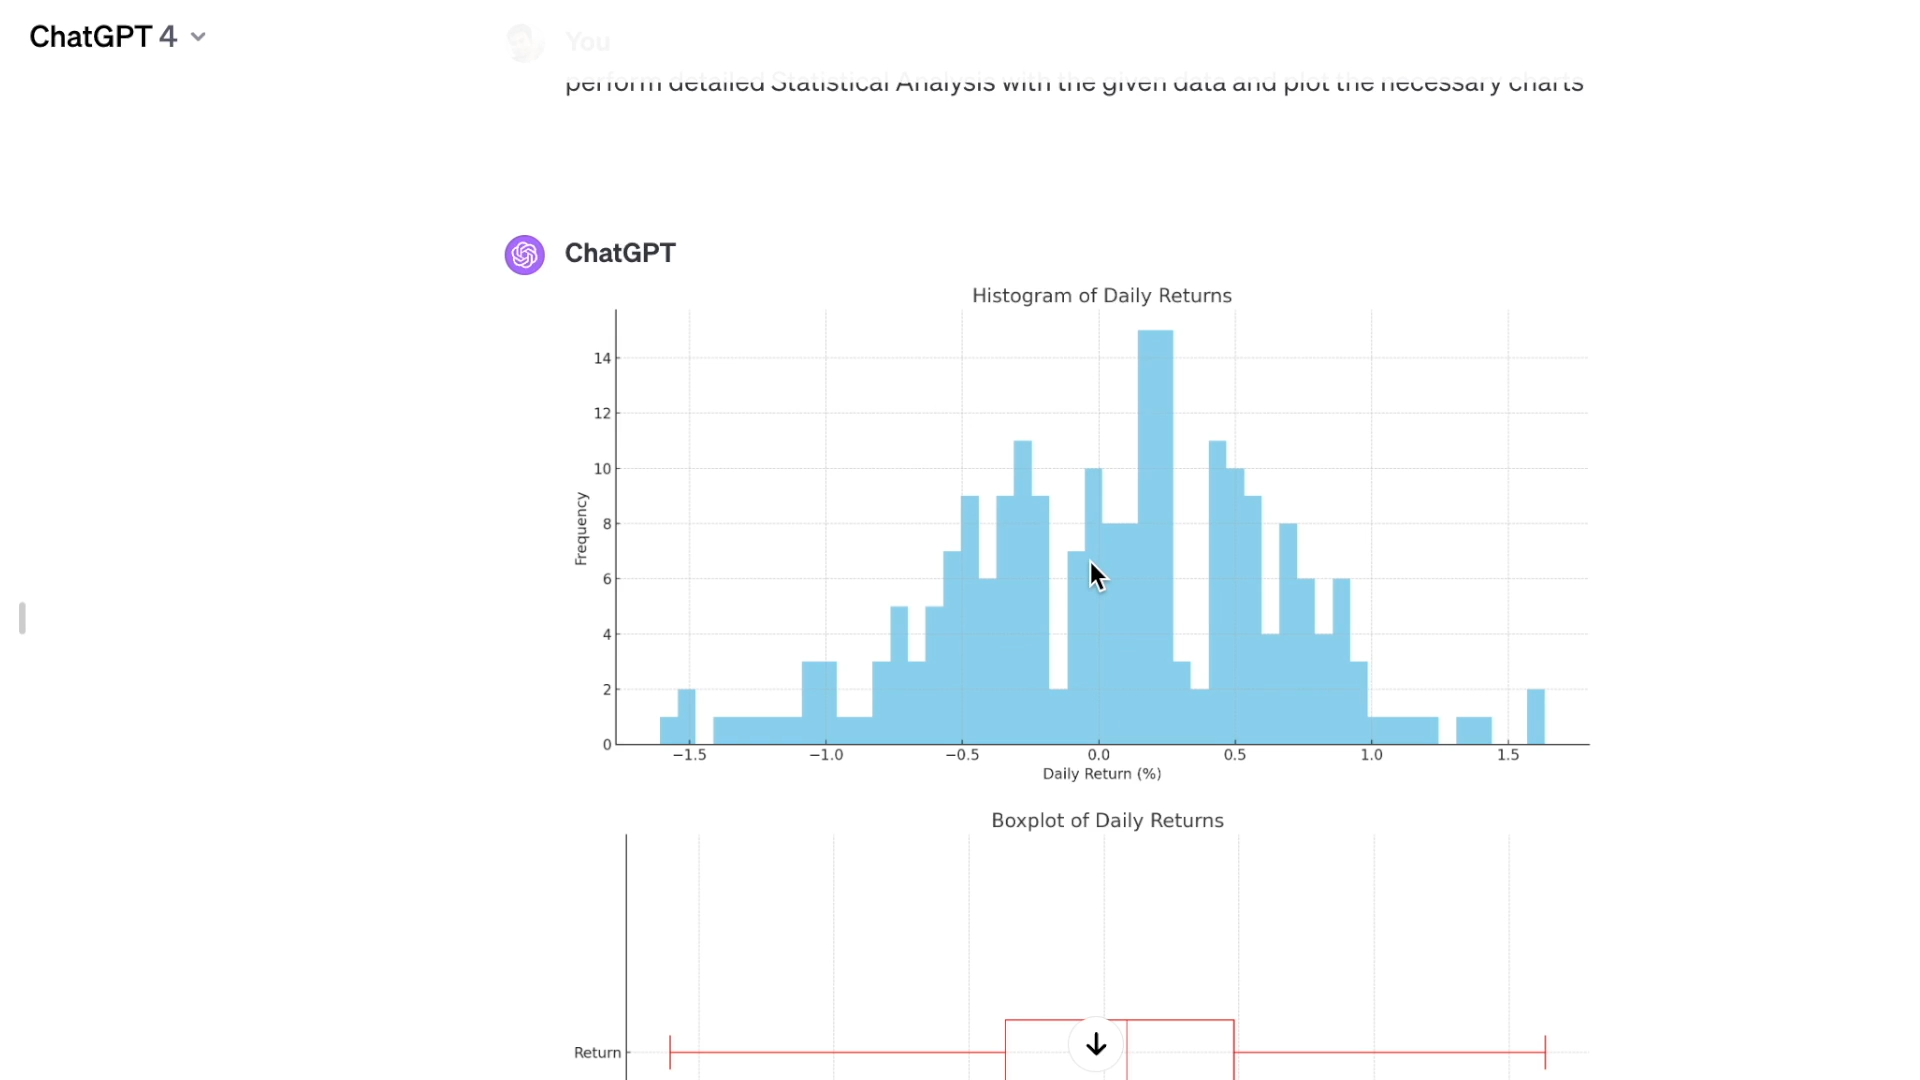 ChatGPT 4
You
perform detailed Statistical Analysis with the given data and plot the necessary charts
ChatGPT
Histogram of Daily Returns
14
12
10
8
6
4
2
0
Frequency
−1.5 −1.0 −0.5 0.0 0.5 1.0 1.5
Daily Return (%)
Boxplot of Daily Returns
Return